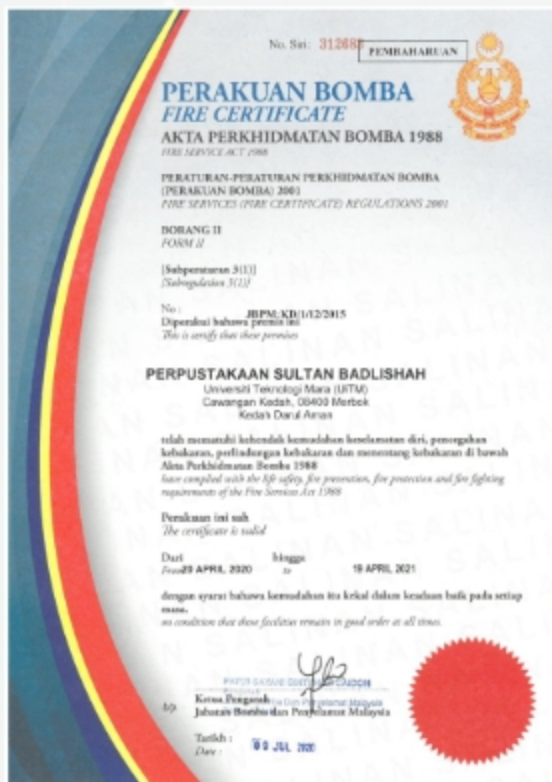 No. Siri: 312687
PEMBAHARUAN
PERAKUAN BOMBA
FIRE CERTIFICATE
AKTA PERKHIDMATAN BOMBA 1988
FIRE SERVICE ACT 1988
PERATURAN-PERATURAN PERKHIDMATAN BOMBA
(PERAKUAN BOMBA) 2001
FIRE SERVICES (FIRE CERTIFICATE) REGULATIONS 2001
BORANG II
FORM II
[Subperaturan 3(1)]
[Subregulation 3(1)]
No : JBPM: KD/1/12/2015
Diperakui bahawa premis ini
This is certify that these premises
PERPUSTAKAAN SULTAN BADLISHAH
Universiti Teknologi Mara (UiTM)
Cawangan Kedah, 08400 Merbok
Kedah Darul Aman
telah mematuhi kehendak kemudahan keselamatan diri, pencegahan
kebakaran, perlindungan kebakaran dan menentang kebakaran di bawah
Akta Perkhidmatan Bomba 1988
have complied with the life safety, fire prevention, fire protection and fire fighting
requirements of the Fire Services Act 1988
Perakuan ini sah
The certificate is valid
Dari hingga
From 20 APRIL 2020 to 19 APRIL 2021
dengan syarat bahawa kemudahan itu kekal dalam keadaan baik pada setiap
masa.
on condition that these facilities remain in good order at all times.
b.p. Ketua Pengarah
Jabatan Bomba dan Penyelamat Malaysia
Tarikh :
Date : 09 JUL 2020
SALINAN